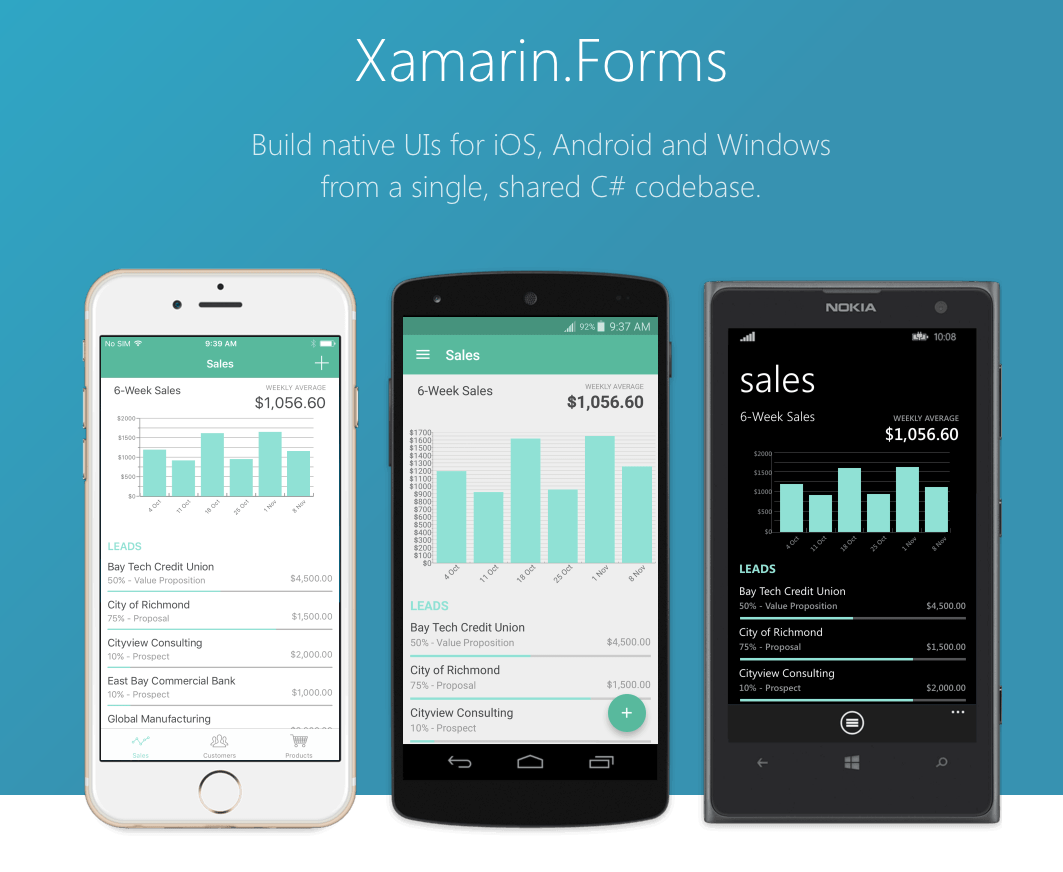 Xamarin.Forms
Build native UIs for iOS, Android and Windows
from a single, shared C# codebase.
No SIM 9:39 AM
Sales
6-Week Sales
WEEKLY AVERAGE
$1,056.60
$2000
$1500
$1000
$500
$0
4 Oct 11 Oct 18 Oct 25 Oct 1 Nov 8 Nov
LEADS
Bay Tech Credit Union
50% - Value Proposition $4,500.00
City of Richmond
75% - Proposal $1,500.00
Cityview Consulting
10% - Prospect $2,000.00
East Bay Commercial Bank
10% - Prospect $1,000.00
Global Manufacturing
Sales Customers Products
92% 9:37 AM
Sales
6-Week Sales
WEEKLY AVERAGE
$1,056.60
$1700
$1600
$1500
$1400
$1300
$1200
$1100
$1000
$900
$800
$700
$600
$500
$400
$300
$200
$100
$0
4 Oct 11 Oct 18 Oct 25 Oct 1 Nov 8 Nov
LEADS
Bay Tech Credit Union
50% - Value Proposition $4,500.00
City of Richmond
75% - Proposal $1,500.00
Cityview Consulting
10% - Prospect
NOKIA
10:08
sales
6-Week Sales
WEEKLY AVERAGE
$1,056.60
$2000
$1500
$1000
$500
$0
4 Oct 11 Oct 18 Oct 25 Oct 1 Nov 8 Nov
LEADS
Bay Tech Credit Union
50% - Value Proposition $4,500.00
City of Richmond
75% - Proposal $1,500.00
Cityview Consulting
10% - Prospect $2,000.00